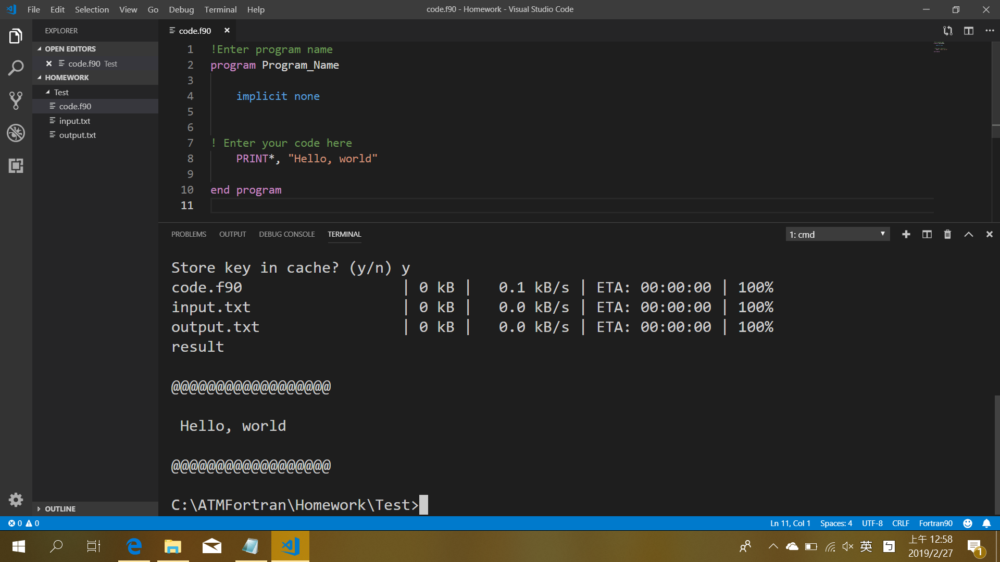 File Edit Selection View Go Debug Terminal Help
code.f90 - Homework - Visual Studio Code
EXPLORER
OPEN EDITORS
code.f90 Test
HOMEWORK
Test
code.f90
input.txt
output.txt
OUTLINE
code.f90
1 !Enter program name
2 program Program_Name
3
4 implicit none
5
6
7 ! Enter your code here
8 PRINT*, "Hello, world"
9
10 end program
11
PROBLEMS OUTPUT DEBUG CONSOLE TERMINAL
1: cmd
Store key in cache? (y/n) y
code.f90 | 0 kB | 0.1 kB/s | ETA: 00:00:00 | 100%
input.txt | 0 kB | 0.0 kB/s | ETA: 00:00:00 | 100%
output.txt | 0 kB | 0.0 kB/s | ETA: 00:00:00 | 100%
result
@@@@@@@@@@@@@@@@@@
Hello, world
@@@@@@@@@@@@@@@@@@
C:\ATMFortran\Homework\Test>
0 0
Ln 11, Col 1 Spaces: 4 UTF-8 CRLF Fortran90
英 ㄅ
上午 12:58
2019/2/27
1